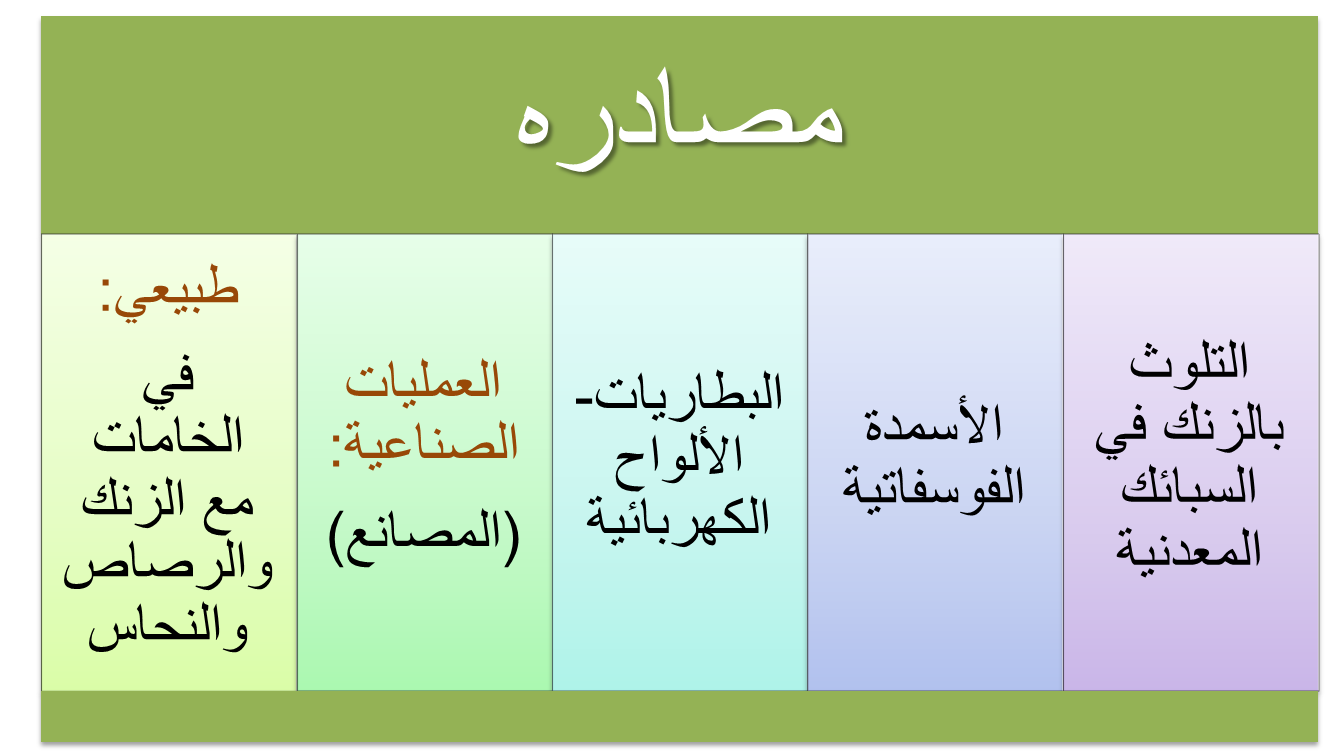 مصادره
التلوث
بالزنك في
السبائك
المعدنية
الأسمدة
الفوسفاتية
البطاريات-
الألواح
الكهربائية
العمليات
الصناعية:
(المصانع)
طبيعي:
في
الخامات
مع الزنك
والرصاص
والنحاس